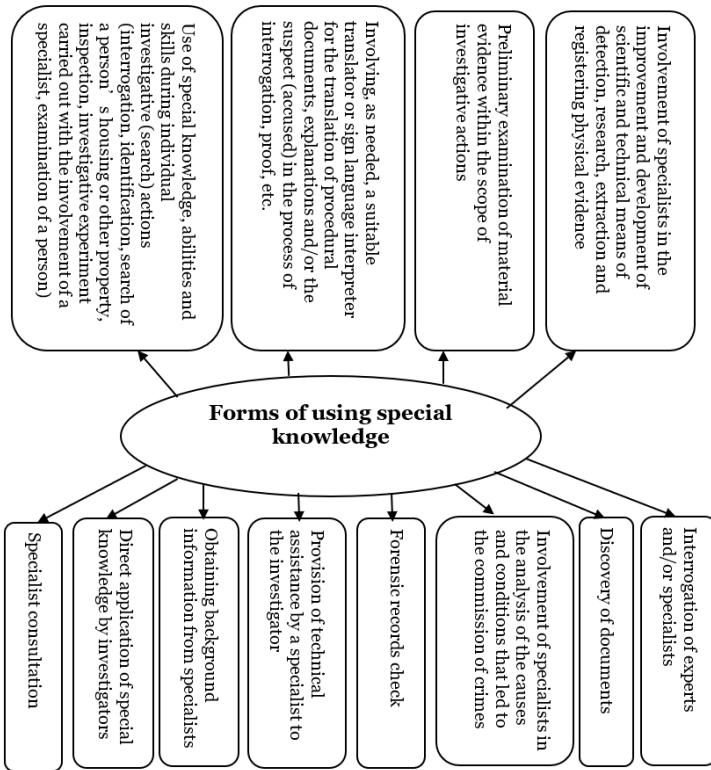 Use of special knowledge, abilities and
skills during individual
investigative (search) actions
(interrogation, identification, search of
a person's housing or other property,
inspection, investigative experiment
carried out with the involvement of a
specialist, examination of a person)
Involving, as needed, a suitable
translator or sign language interpreter
for the translation of procedural
documents, explanations and/or the
suspect (accused) in the process of
interrogation, proof, etc.
Preliminary examination of material
evidence within the scope of
investigative actions
Involvement of specialists in the
improvement and development of
scientific and technical means of
detection, research, extraction and
registering physical evidence
Forms of using special
knowledge
Specialist consultation
Direct application of special
knowledge by investigators
Obtaining background
information from specialists
Provision of technical
assistance by a specialist to
the investigator
Forensic records check
Involvement of specialists in
the analysis of the causes
and conditions that led to
the commission of crimes
Discovery of documents
Interrogation of experts
and/or specialists